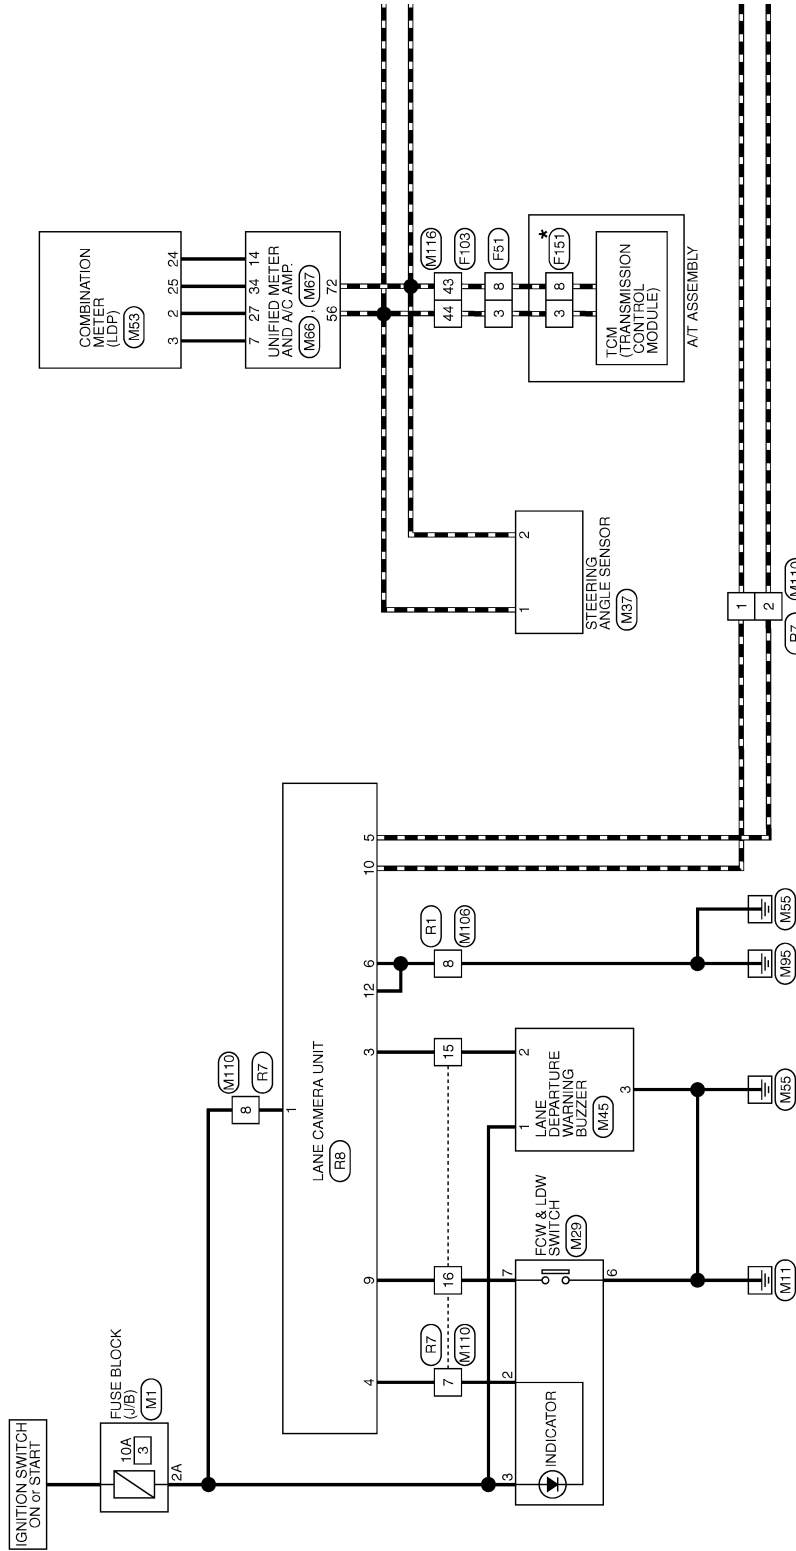 IGNITION SWITCH
ON or START
FUSE BLOCK
(J/B)
M1
10A
3
2A
M110
R7
8
1
LANE CAMERA UNIT
R8
4
9
3
12
6
10
5
R7
M110
7
16
15
R1
M106
8
3
2
INDICATOR
7
6
FCW & LDW
SWITCH
M29
1
2
LANE
DEPARTURE
WARNING
BUZZER
M45
3
M11
M55
M95
M55
COMBINATION
METER
(LDP)
M53
3
2
25
24
7
27
34
14
UNIFIED METER
AND A/C AMP.
M66 , M67
56
72
M116
F103
44
43
F51
3
8
*
F151
3
8
TCM
(TRANSMISSION
CONTROL
MODULE)
A/T ASSEMBLY
1
2
STEERING
ANGLE SENSOR
M37
1
2